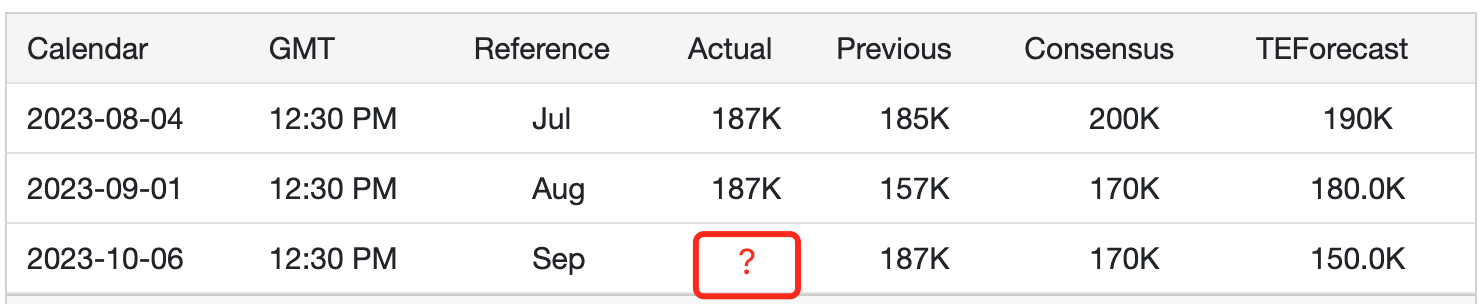 Calendar GMT Reference Actual Previous Consensus TEForecast
2023-08-04 12:30 PM Jul 187K 185K 200K 190K
2023-09-01 12:30 PM Aug 187K 157K 170K 180.0K
2023-10-06 12:30 PM Sep ? 187K 170K 150.0K